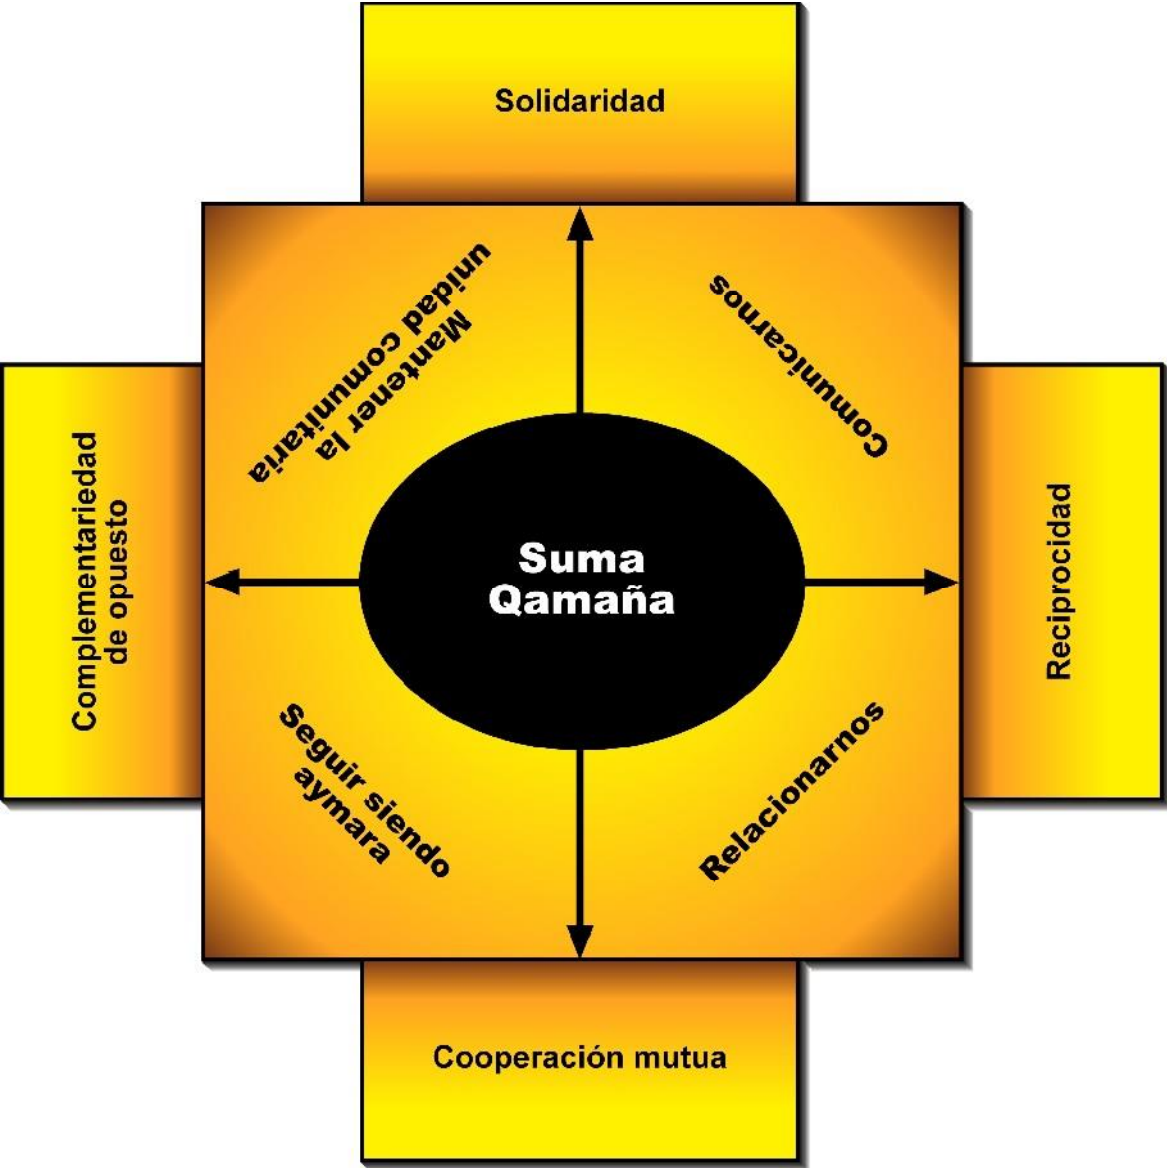 Solidaridad
Mantener la
unidad comunitaria
Comunicarnos
Complementariedad
de opuesto
Suma
Qamaña
Reciprocidad
Seguir siendo
aymara
Relacionarnos
Cooperación mutua